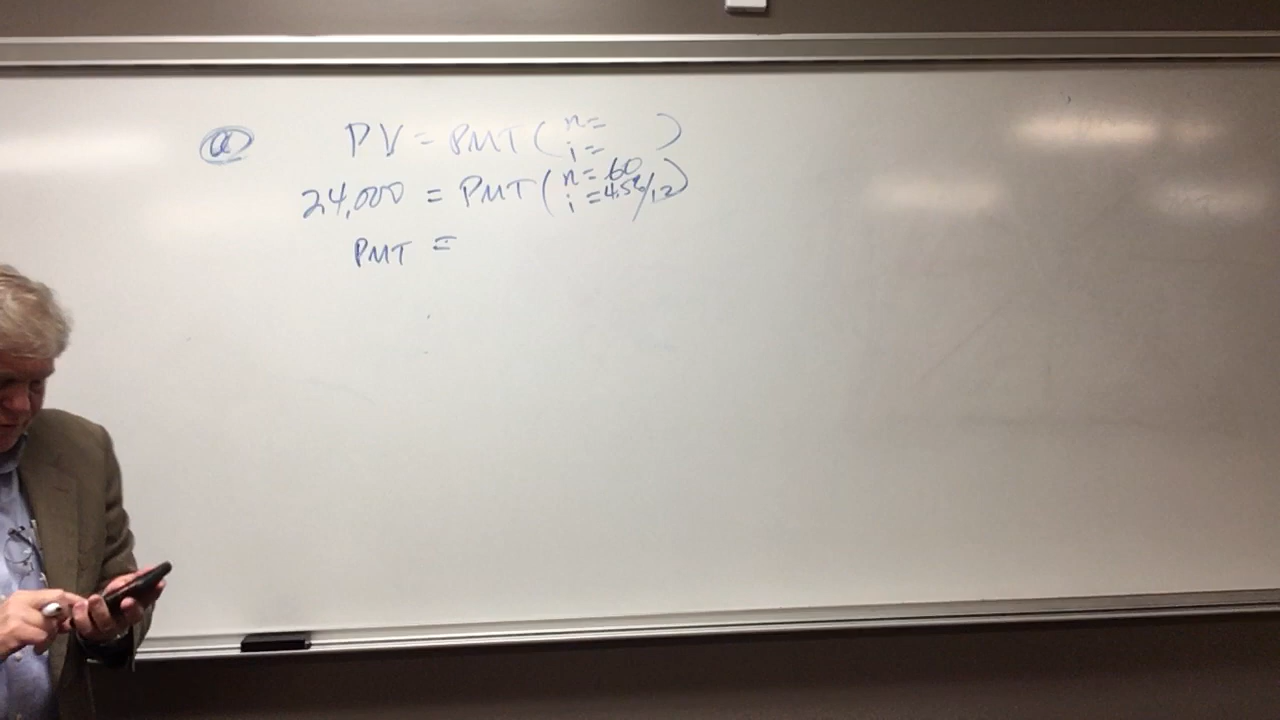 a PV = PMT ( n = i = )
24,000 = PMT ( n = 60 i = 4.5%/12 )
PMT =